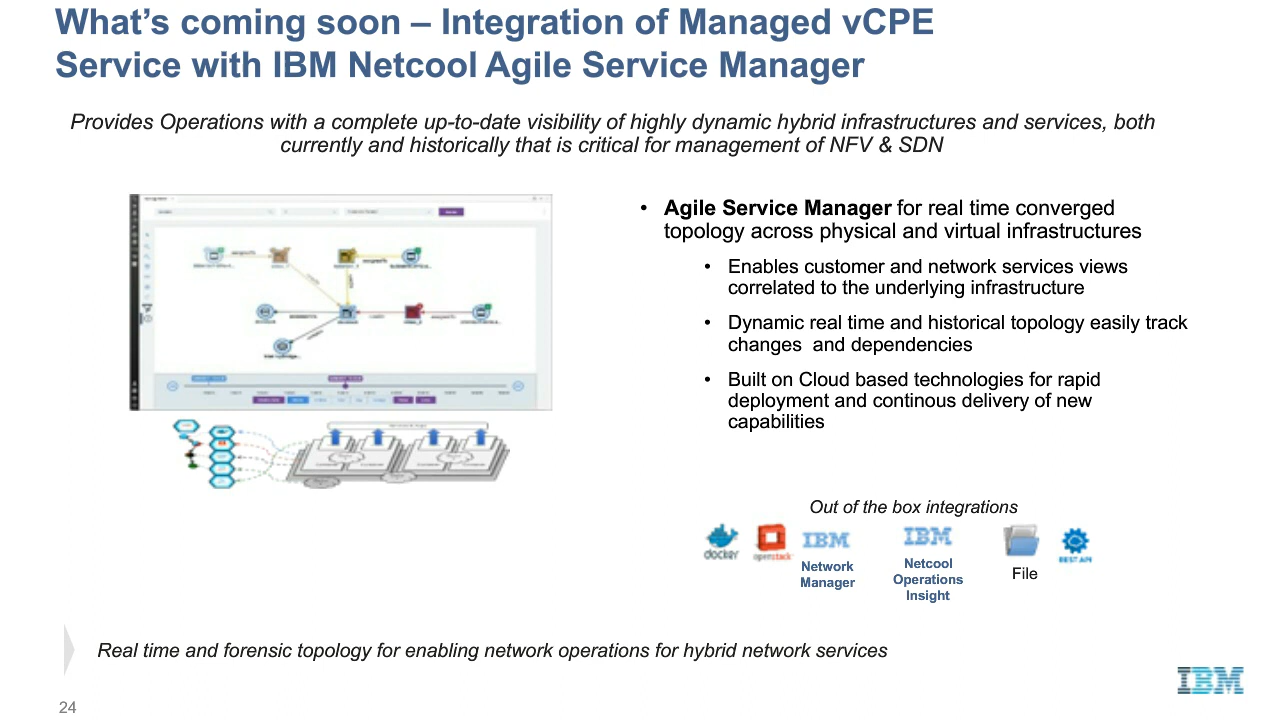 What's coming soon – Integration of Managed vCPE
Service with IBM Netcool Agile Service Manager
Provides Operations with a complete up-to-date visibility of highly dynamic hybrid infrastructures and services, both
currently and historically that is critical for management of NFV & SDN
• Agile Service Manager for real time converged
topology across physical and virtual infrastructures
• Enables customer and network services views
correlated to the underlying infrastructure
• Dynamic real time and historical topology easily track
changes and dependencies
• Built on Cloud based technologies for rapid
deployment and continous delivery of new
capabilities
Out of the box integrations
docker
openstack
IBM
Network
Manager
IBM
Netcool
Operations
Insight
File
REST API
Real time and forensic topology for enabling network operations for hybrid network services
IBM
24